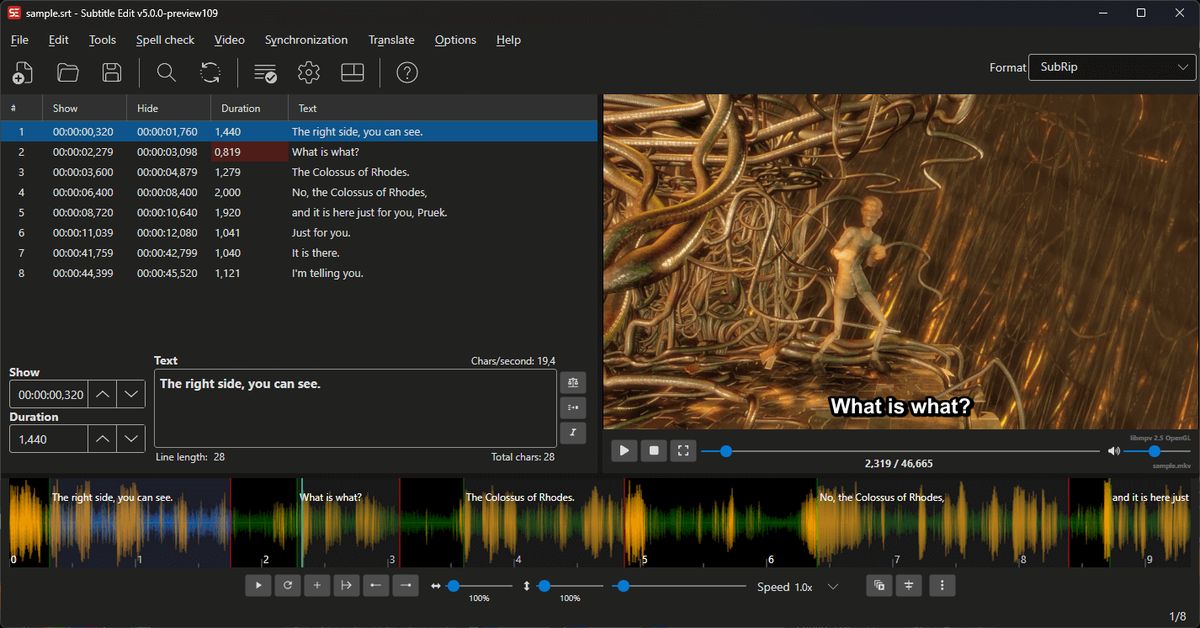 SE sample.srt - Subtitle Edit v5.0.0-preview109
File Edit Tools Spell check Video Synchronization Translate Options Help
Format SubRip
# Show Hide Duration Text
1 00:00:00,320 00:00:01,760 1,440 The right side, you can see.
2 00:00:02,279 00:00:03,098 0,819 What is what?
3 00:00:03,600 00:00:04,879 1,279 The Colossus of Rhodes.
4 00:00:06,400 00:00:08,400 2,000 No, the Colossus of Rhodes,
5 00:00:08,720 00:00:10,640 1,920 and it is here just for you, Pruek.
6 00:00:11,039 00:00:12,080 1,041 Just for you.
7 00:00:41,759 00:00:42,799 1,040 It is there.
8 00:00:44,399 00:00:45,520 1,121 I'm telling you.
Show
00:00:00,320
Duration
1,440
Text Chars/second: 19,4
The right side, you can see.
Line length: 28 Total chars: 28
What is what?
libmpv 2.5 OpenGL
2,319 / 46,665
sample.mkv
The right side, you can see. What is what? The Colossus of Rhodes. No, the Colossus of Rhodes, and it is here just
0 1 2 3 4 5 6 7 8 9
100% 100% Speed 1.0x
1/8